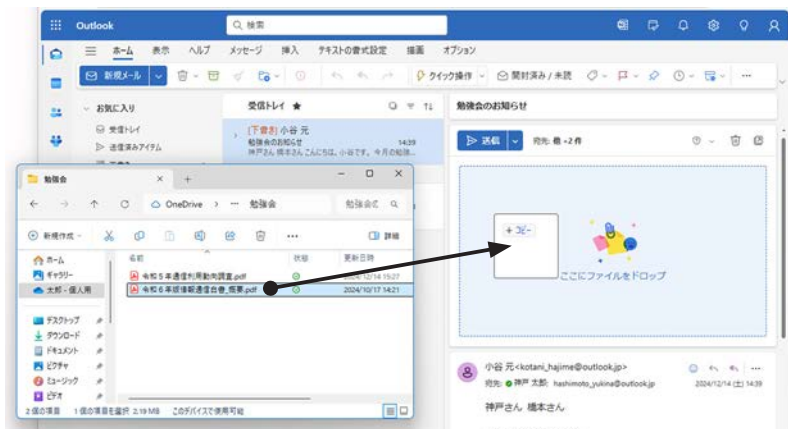 Outlook
検索
ホーム 表示 ヘルプ メッセージ 挿入 テキストの書式設定 描画 オプション
新規メール クイック操作 開封済み / 未読
お気に入り
受信トレイ
送信済みアイテム
受信トレイ ★
[下書き] 小谷 元
勉強会のお知らせ 14:39
神戸さん 橋本さん こんにちは、小谷です。今月の勉強...
勉強会のお知らせ
送信 宛先: 他 +2 件
+ コピー
ここにファイルをドロップ
小谷 元<kotani_hajime@outlook.jp>
宛先: 神戸 太郎; hashimoto_yukina@outlook.jp 2024/12/14 (土) 14:39
神戸さん 橋本さん
勉強会
OneDrive > ... 勉強会
新規作成 詳細
ホーム
ギャラリー
太郎 - 個人用
デスクトップ
ダウンロード
ドキュメント
ピクチャ
ミュージック
ビデオ
名前 状態 更新日時
令和5年通信利用動向調査.pdf 2024/12/14 15:27
令和6年版情報通信白書_概要.pdf 2024/10/17 14:21
2 個の項目 1 個の項目を選択 2.19 MB このデバイスで使用可能